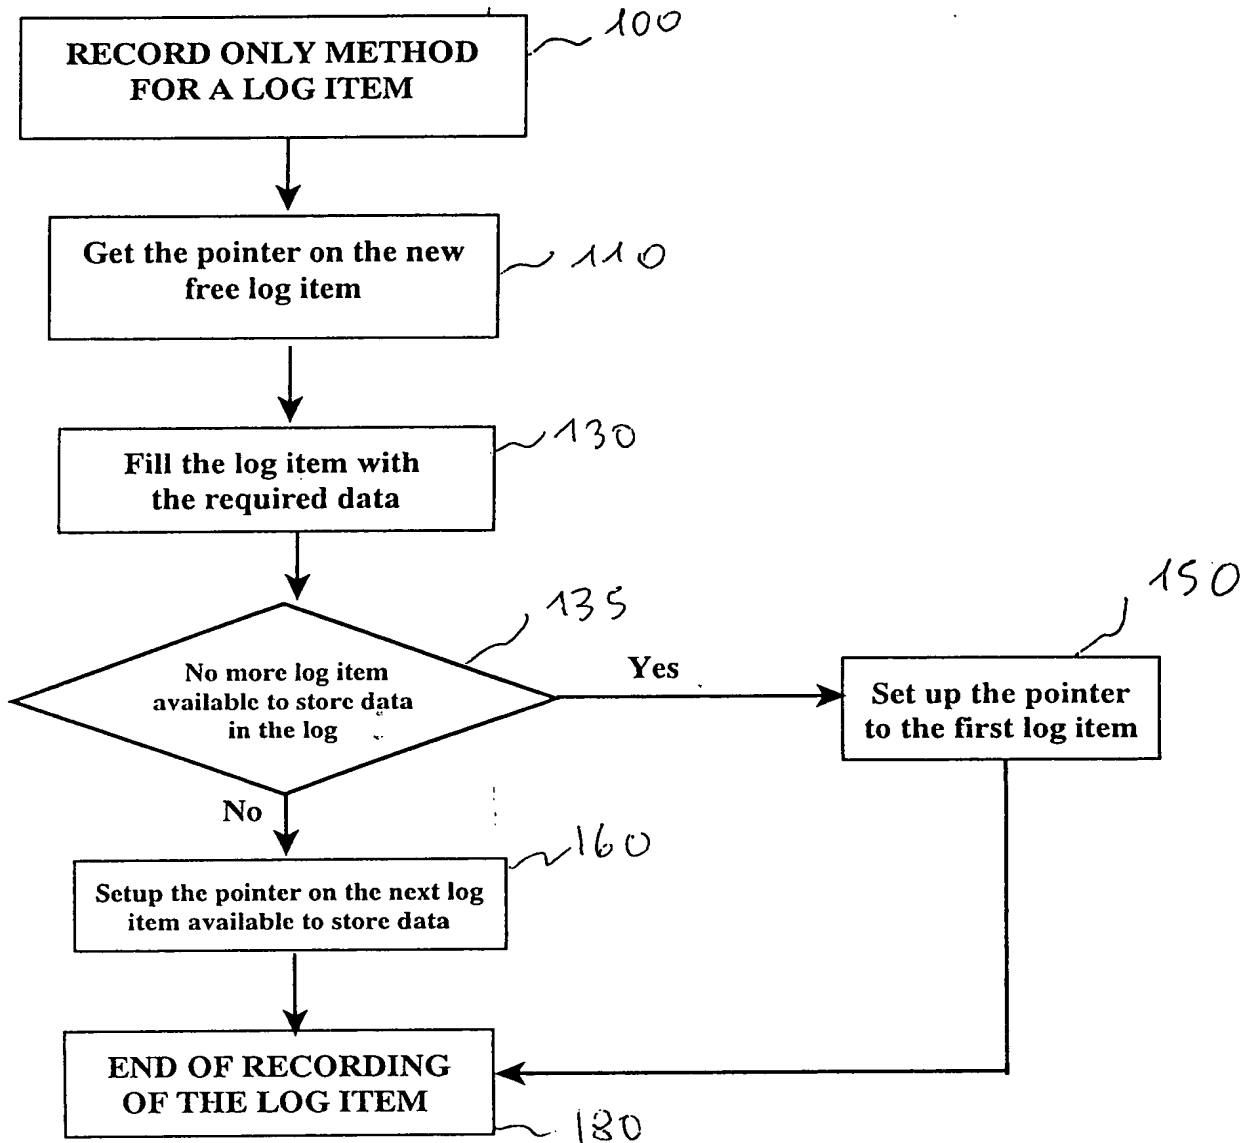 RECORD ONLY METHOD
FOR A LOG ITEM
100
Get the pointer on the new
free log item
110
Fill the log item with
the required data
130
No more log item
available to store data
in the log
135
Yes
150
Set up the pointer
to the first log item
No
160
Setup the pointer on the next log
item available to store data
END OF RECORDING
OF THE LOG ITEM
180